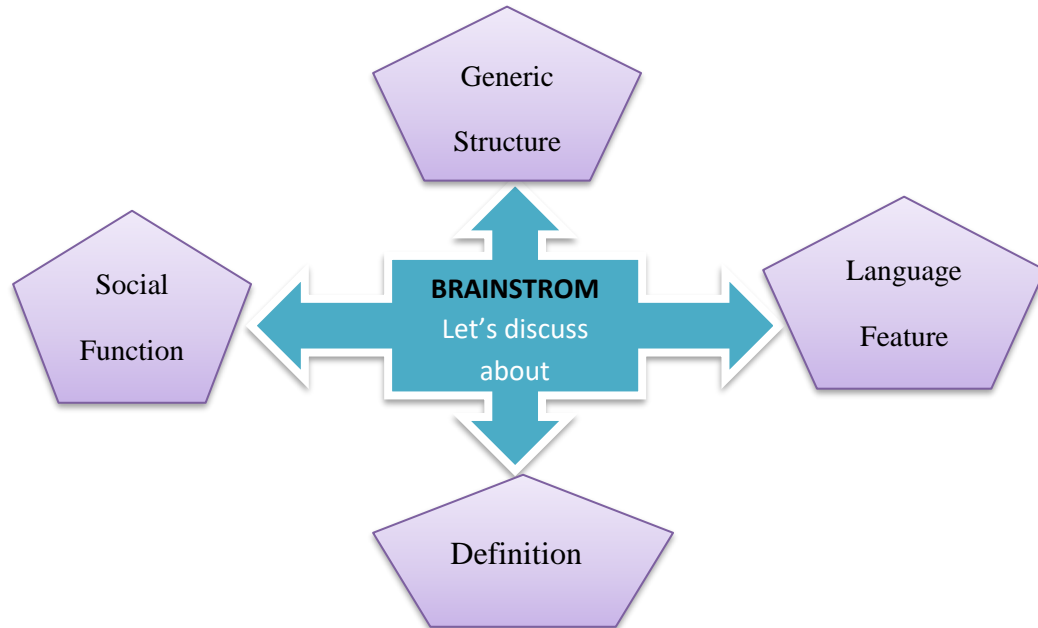 Generic
Structure
Social
Function
BRAINSTROM
Let's discuss
about
Language
Feature
Definition